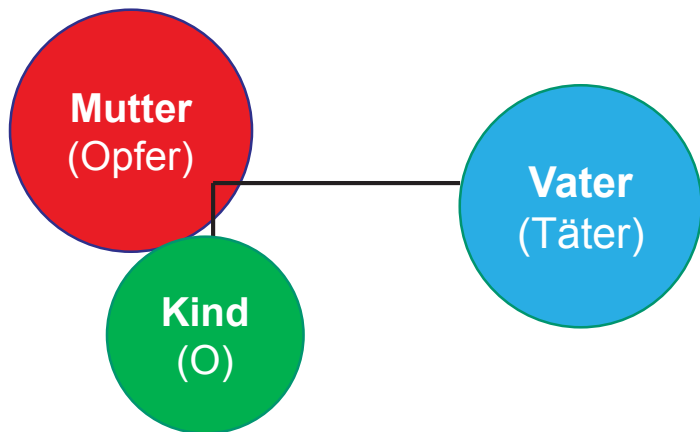 Mutter
(Opfer)
Vater
(Täter)
Kind
(O)